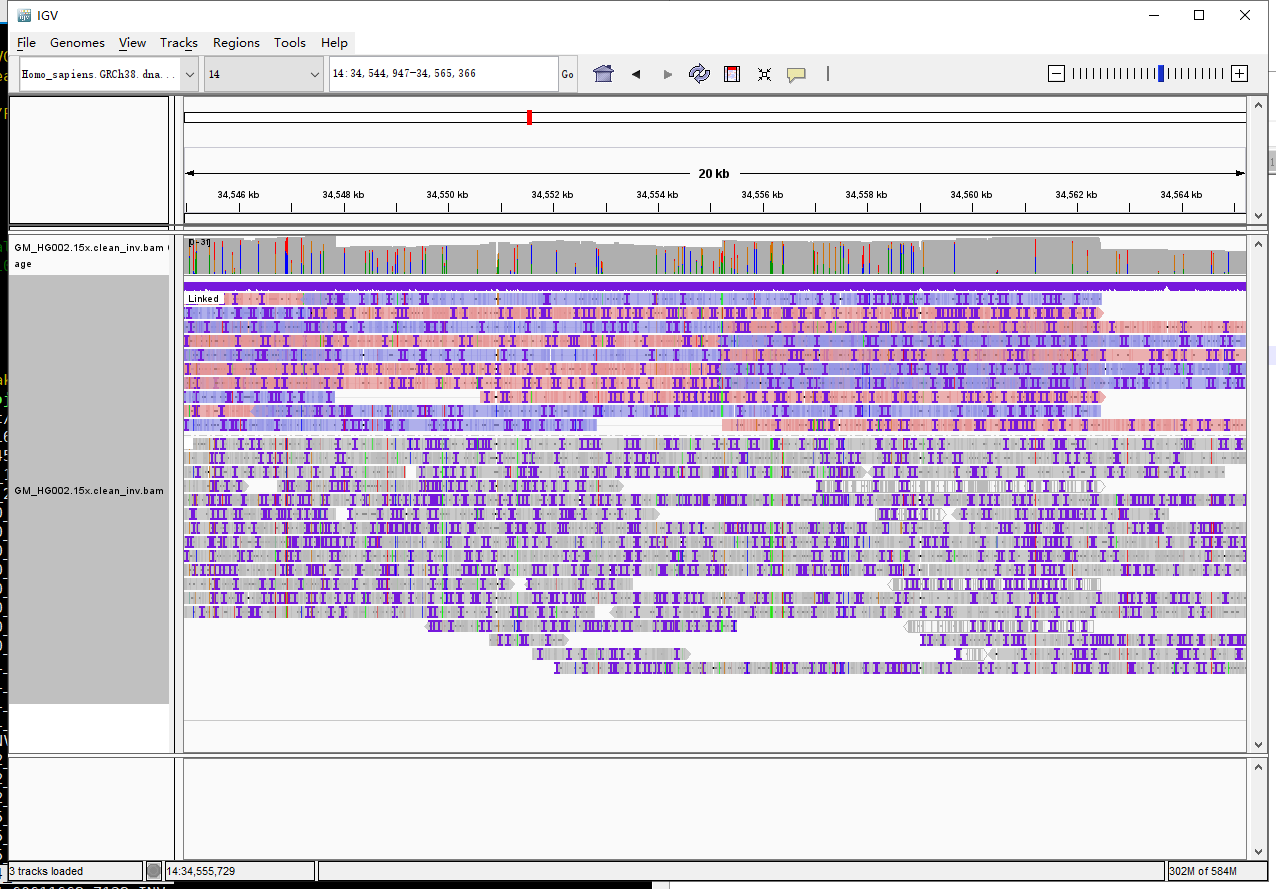 IGV
File Genomes View Tracks Regions Tools Help
Homo_sapiens.GRCh38.dna... 14 14:34,544,947-34,565,366 Go
20 kb
34,546 kb 34,548 kb 34,550 kb 34,552 kb 34,554 kb 34,556 kb 34,558 kb 34,560 kb 34,562 kb 34,564 kb
GM_HG002.15x.clean_inv.bam
age
[0-31]
Linked
GM_HG002.15x.clean_inv.bam
3 tracks loaded 14:34,555,729 302M of 584M